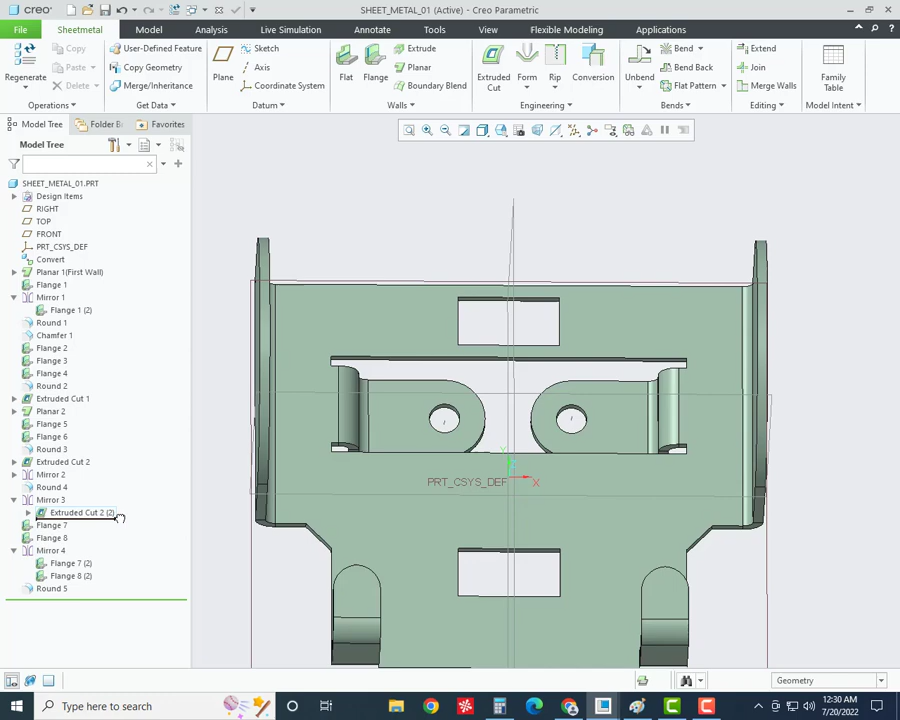 creo°
SHEET_METAL_01 (Active) - Creo Parametric
File
Sheetmetal
Model
Analysis
Live Simulation
Annotate
Tools
View
Flexible Modeling
Applications
Regenerate
Copy
Paste
Delete
Operations
User-Defined Feature
Copy Geometry
Merge/Inheritance
Get Data
Plane
Sketch
Axis
Coordinate System
Datum
Flat
Flange
Extrude
Planar
Boundary Blend
Walls
Extruded Cut
Form
Rip
Conversion
Engineering
Unbend
Bend
Bend Back
Flat Pattern
Bends
Extend
Join
Merge Walls
Editing
Family Table
Model Intent
Model Tree
Folder B
Favorites
Model Tree
SHEET_METAL_01.PRT
Design Items
RIGHT
TOP
FRONT
PRT_CSYS_DEF
Convert
Planar 1(First Wall)
Flange 1
Mirror 1
Flange 1 (2)
Round 1
Chamfer 1
Flange 2
Flange 3
Flange 4
Round 2
Extruded Cut 1
Planar 2
Flange 5
Flange 6
Round 3
Extruded Cut 2
Mirror 2
Round 4
Mirror 3
Extruded Cut 2 (2)
Flange 7
Flange 8
Mirror 4
Flange 7 (2)
Flange 8 (2)
Round 5
Y
PRT_CSYS_DEF
X
Geometry
Type here to search
12:30 AM
7/20/2022